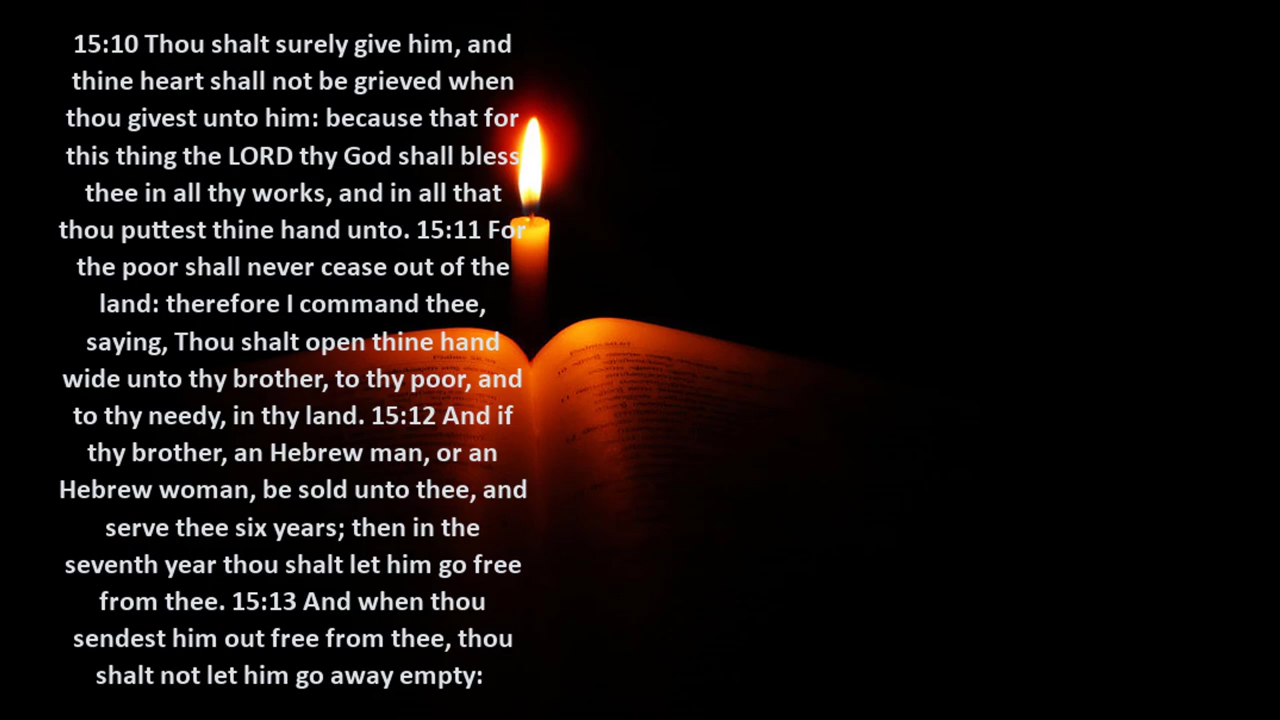 15:10 Thou shalt surely give him, and
thine heart shall not be grieved when
thou givest unto him: because that for
this thing the LORD thy God shall bless
thee in all thy works, and in all that
thou puttest thine hand unto. 15:11 For
the poor shall never cease out of the
land: therefore I command thee,
saying, Thou shalt open thine hand
wide unto thy brother, to thy poor, and
to thy needy, in thy land. 15:12 And if
thy brother, an Hebrew man, or an
Hebrew woman, be sold unto thee, and
serve thee six years; then in the
seventh year thou shalt let him go free
from thee. 15:13 And when thou
sendest him out free from thee, thou
shalt not let him go away empty: